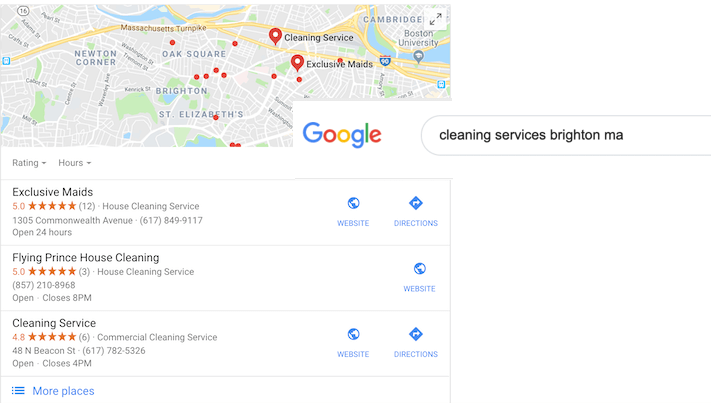 16
Massachusetts Turnpike
CAMBRIDGE
Boston
University
Cleaning Service
OAK SQUARE
NEWTON
CORNER
Exclusive Maids
90
Washington St
Kenrick St
BRIGHTON
ST. ELIZABETH'S
Google
cleaning services brighton ma
Rating
Hours
Exclusive Maids
5.0 ★★★★★ (12) · House Cleaning Service
1305 Commonwealth Avenue · (617) 849-9117
Open 24 hours
WEBSITE
DIRECTIONS
Flying Prince House Cleaning
5.0 ★★★★★ (3) · House Cleaning Service
(857) 210-8968
Open · Closes 8PM
WEBSITE
Cleaning Service
4.8 ★★★★★ (6) · Commercial Cleaning Service
48 N Beacon St · (617) 782-5326
Open · Closes 4PM
WEBSITE
DIRECTIONS
More places